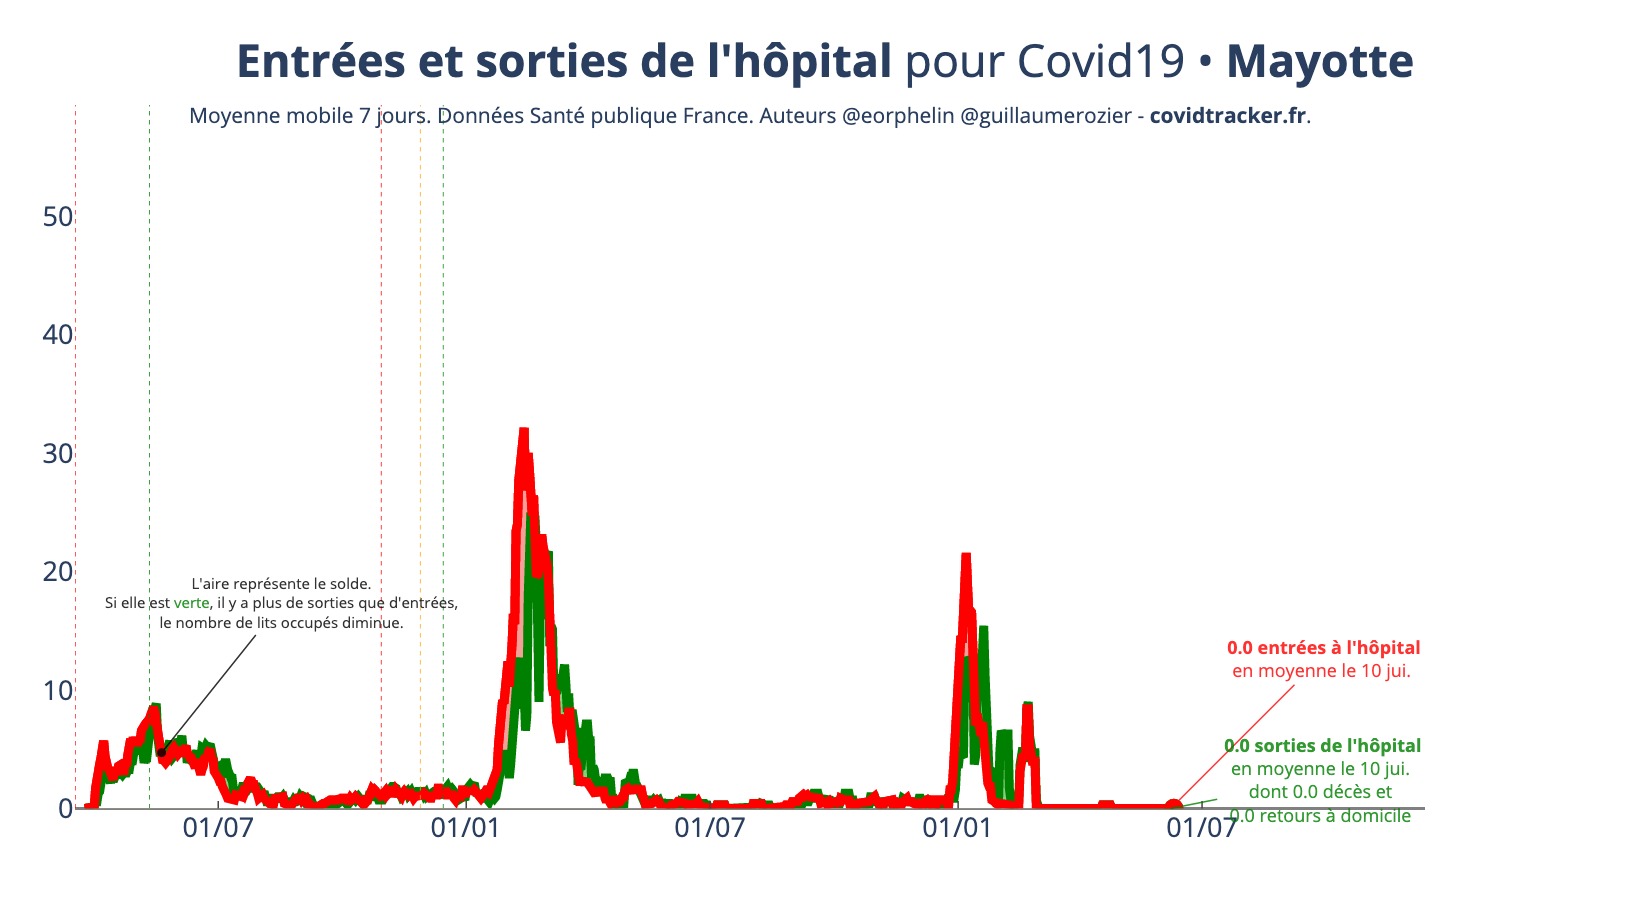 Entrées et sorties de l'hôpital pour Covid19 • Mayotte
Moyenne mobile 7 jours. Données Santé publique France. Auteurs @eorphelin @guillaumerozier - covidtracker.fr.
50
40
30
20
10
0
L'aire représente le solde.
Si elle est verte, il y a plus de sorties que d'entrées,
le nombre de lits occupés diminue.
0.0 entrées à l'hôpital
en moyenne le 10 jui.
0.0 sorties de l'hôpital
en moyenne le 10 jui.
dont 0.0 décès et
0.0 retours à domicile
01/07
01/01
01/07
01/01
01/07